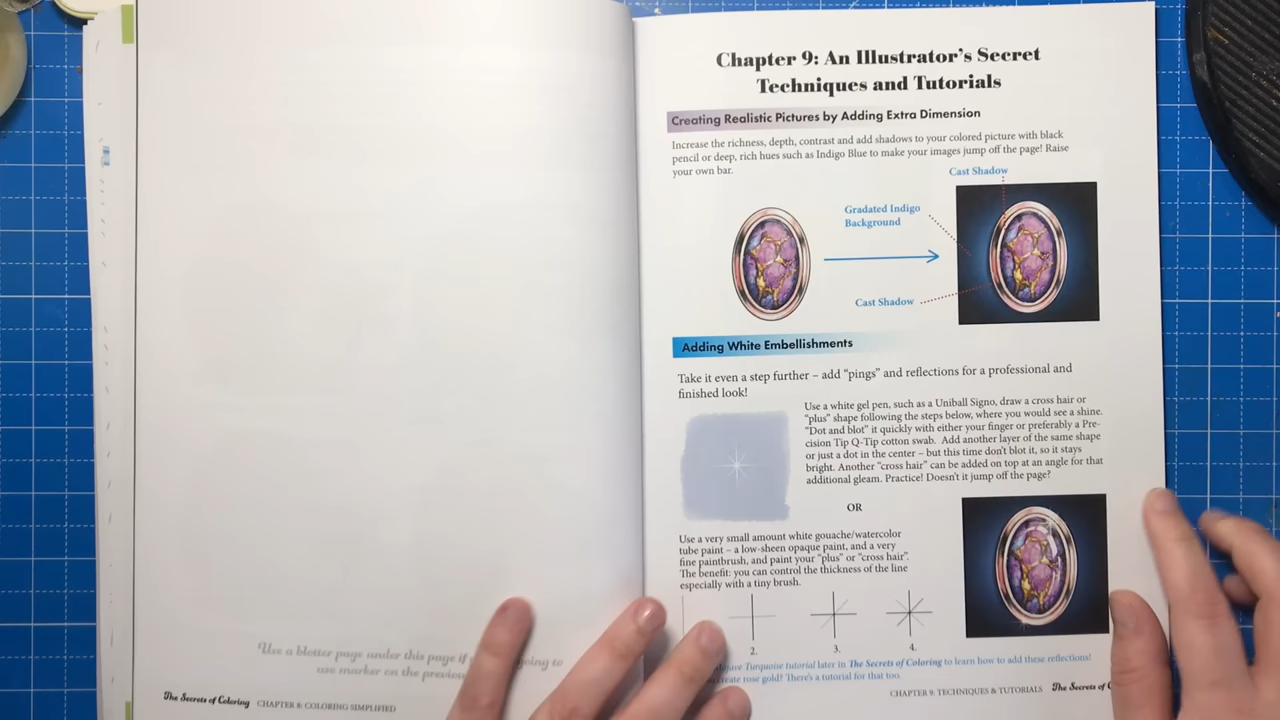 Use a blotter page under this page if going to
use marker on the
The Secrets of Coloring CHAPTER 8: COLORING SIMPLIFIED
Chapter 9: An Illustrator's Secret
Techniques and Tutorials
Creating Realistic Pictures by Adding Extra Dimension
Increase the richness, depth, contrast and add shadows to your colored picture with black
pencil or deep, rich hues such as Indigo Blue to make your images jump off the page! Raise
your own bar.
Cast Shadow
Gradated Indigo
Background
Cast Shadow
Adding White Embellishments
Take it even a step further – add “pings” and reflections for a professional and
finished look!
Use a white gel pen, such as a Uniball Signo, draw a cross hair or
“plus” shape following the steps below, where you would see a shine.
“Dot and blot” it quickly with either your finger or preferably a Pre-
cision Tip Q-Tip cotton swab. Add another layer of the same shape
or just a dot in the center – but this time don't blot it, so it stays
bright. Another “cross hair” can be added on top at an angle for that
additional gleam. Practice! Doesn't it jump off the page?
OR
Use a very small amount white gouache/watercolor
tube paint – a low-sheen opaque paint, and a very
fine paintbrush, and paint your “plus” or “cross hair”.
The benefit: you can control the thickness of the line
especially with a tiny brush.
2.
3.
4.
Turquoise tutorial later in The Secrets of Coloring to learn how to add these reflections!
create rose gold? There's a tutorial for that too.
CHAPTER 9: TECHNIQUES & TUTORIALS The Secrets of